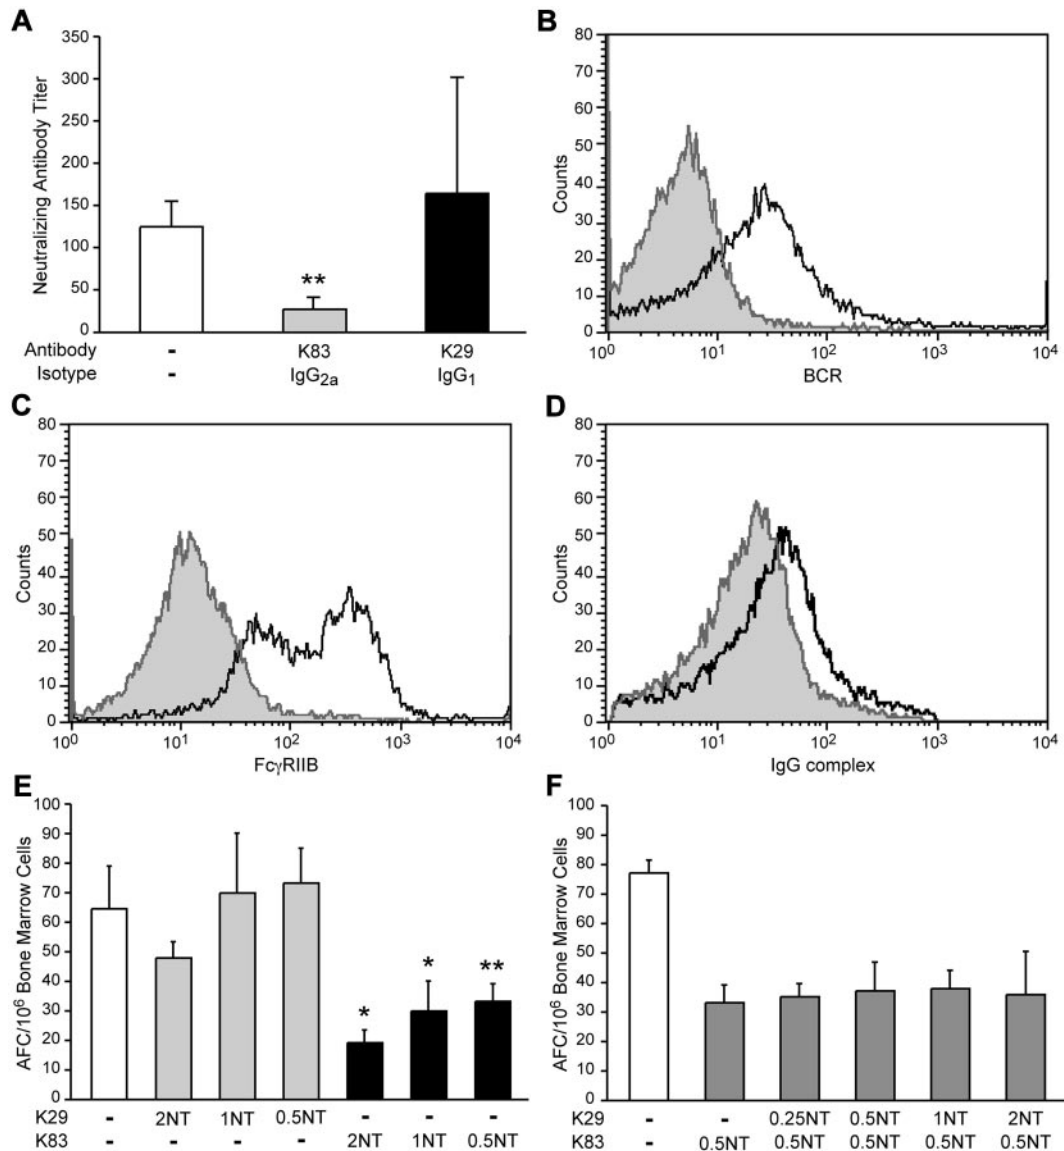 A
350
300
250
200
150
100
50
0
Neutralizing Antibody Titer
**
Antibody - K83 K29
Isotype - IgG2a IgG1
B
80
70
60
50
40
30
20
10
0
Counts
10^0 10^1 10^2 10^3 10^4
BCR
C
80
70
60
50
40
30
20
10
0
Counts
10^0 10^1 10^2 10^3 10^4
FcγRIIB
D
80
70
60
50
40
30
20
10
0
Counts
10^0 10^1 10^2 10^3 10^4
IgG complex
E
100
90
80
70
60
50
40
30
20
10
0
AFC/10^6 Bone Marrow Cells
* * **
K29 - 2NT 1NT 0.5NT - - -
K83 - - - - 2NT 1NT 0.5NT
F
100
90
80
70
60
50
40
30
20
10
0
AFC/10^6 Bone Marrow Cells
K29 - - 0.25NT 0.5NT 1NT 2NT
K83 - 0.5NT 0.5NT 0.5NT 0.5NT 0.5NT